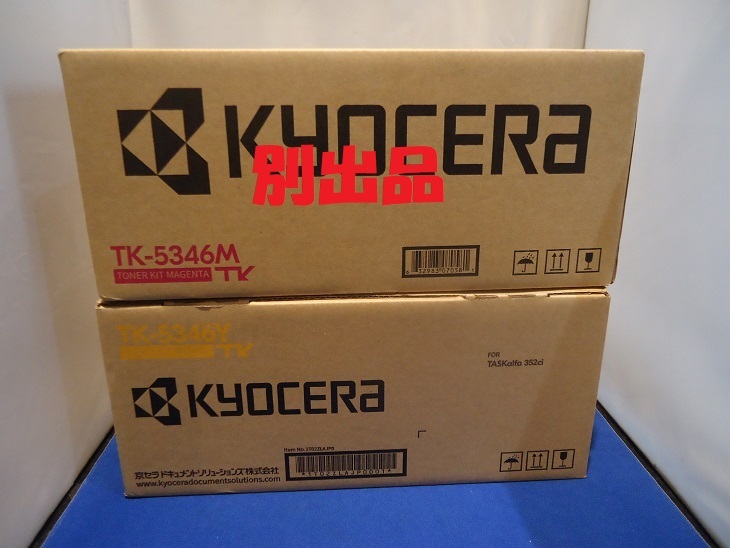 KYOCERA
別出品
TK-5346M
TONER KIT MAGENTA TK
TK-5346Y
TK
FOR
TASKalfa 352ci
KYOCERA
京セラドキュメントソリューションズ株式会社
www.kyoceradocumentsolutions.com